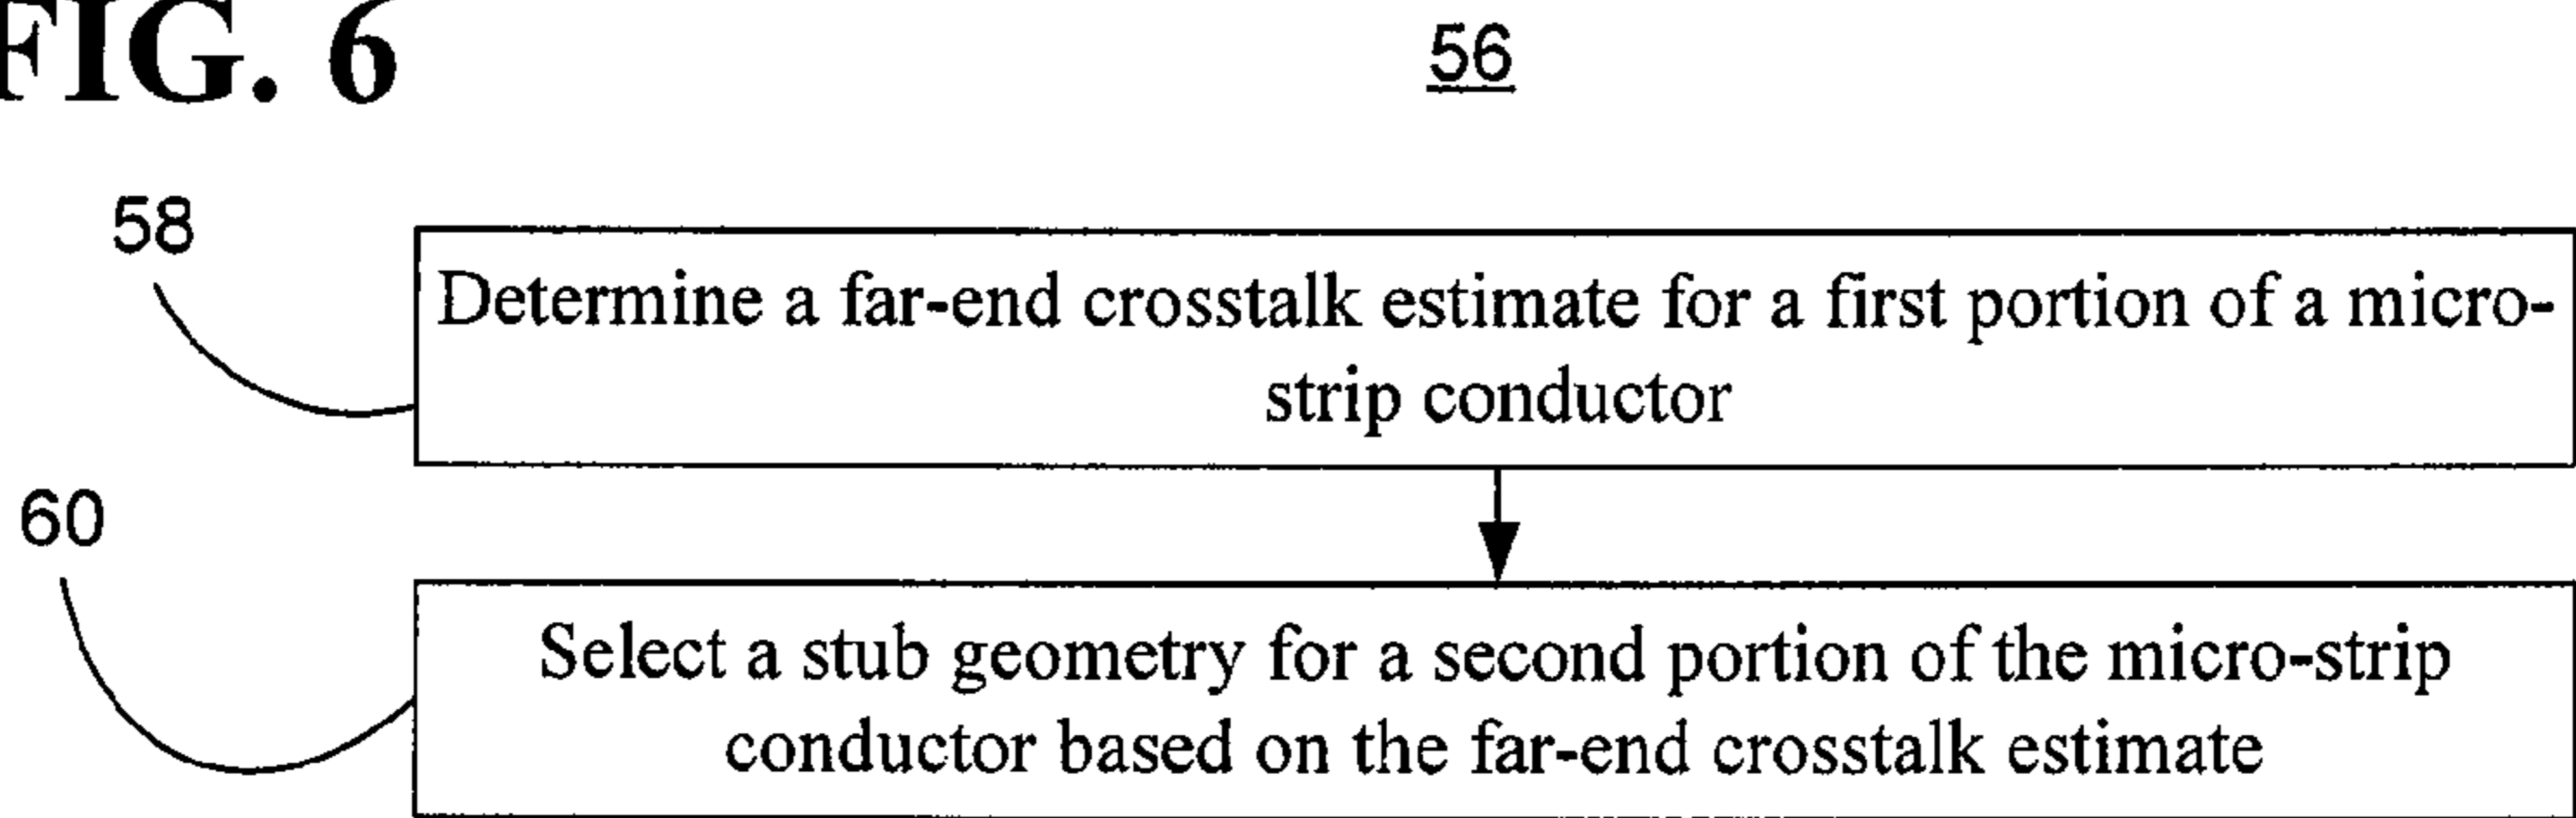 FIG. 6
56
58
Determine a far-end crosstalk estimate for a first portion of a micro-
strip conductor
60
Select a stub geometry for a second portion of the micro-strip
conductor based on the far-end crosstalk estimate